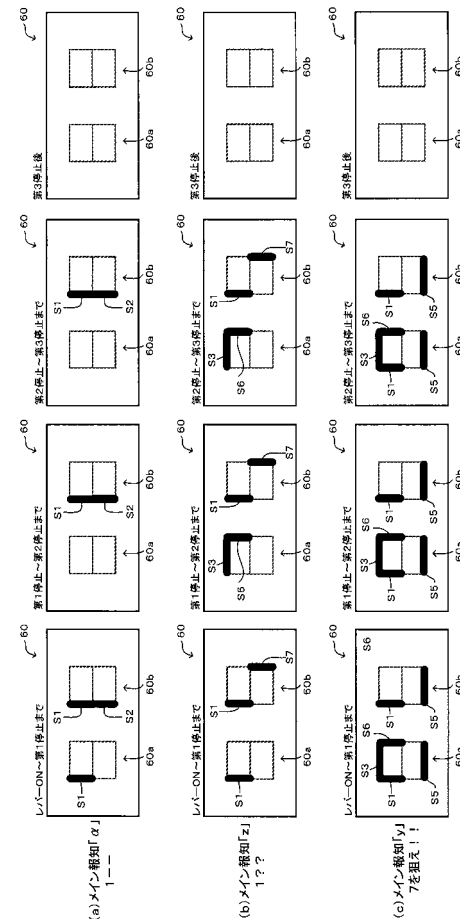 (a)メイン報知「α」
1ーー
レバーON～第1停止まで
60
S1
S1
S2
60a
60b
第1停止～第2停止まで
60
S1
S2
60a
60b
第2停止～第3停止まで
60
S1
S2
60a
60b
第3停止後
60
60a
60b
(b)メイン報知「z」
1??
レバーON～第1停止まで
60
S1
S1
S7
60a
60b
第1停止～第2停止まで
60
S3
S6
S1
S7
60a
60b
第2停止～第3停止まで
60
S3
S6
S1
S7
60a
60b
第3停止後
60
60a
60b
(c)メイン報知「y」
7を狙え!!
レバーON～第1停止まで
60
S6
S3
S6
S1
S1
S5
S5
60a
60b
第1停止～第2停止まで
60
S3
S6
S1
S1
S5
S5
60a
60b
第2停止～第3停止まで
60
S3
S6
S1
S1
S5
S5
60a
60b
第3停止後
60
60a
60b